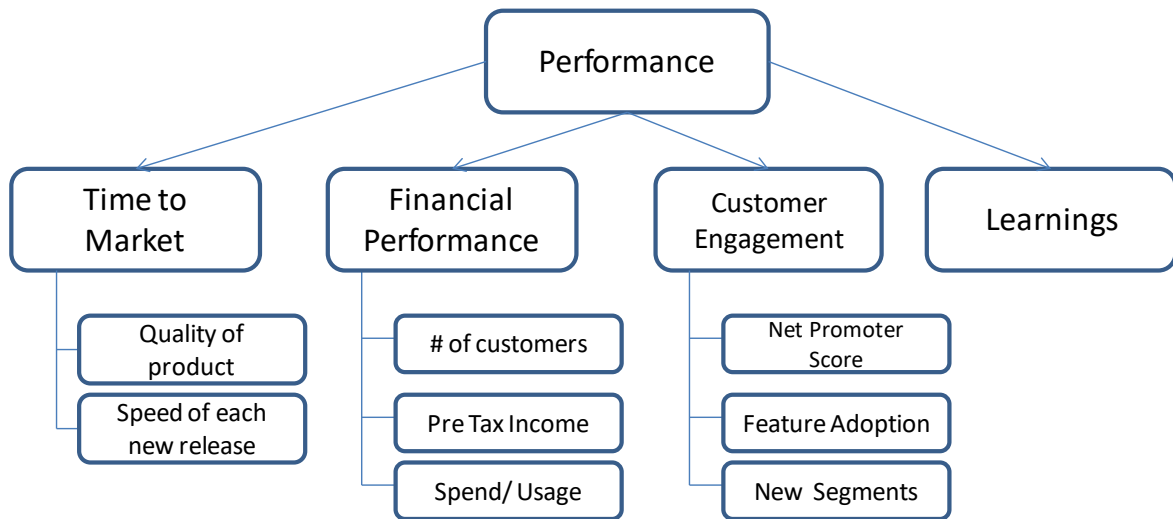 Performance
Time to
Market
Financial
Performance
Customer
Engagement
Learnings
Quality of
product
Speed of each
new release
# of customers
Pre Tax Income
Spend/ Usage
Net Promoter
Score
Feature Adoption
New Segments